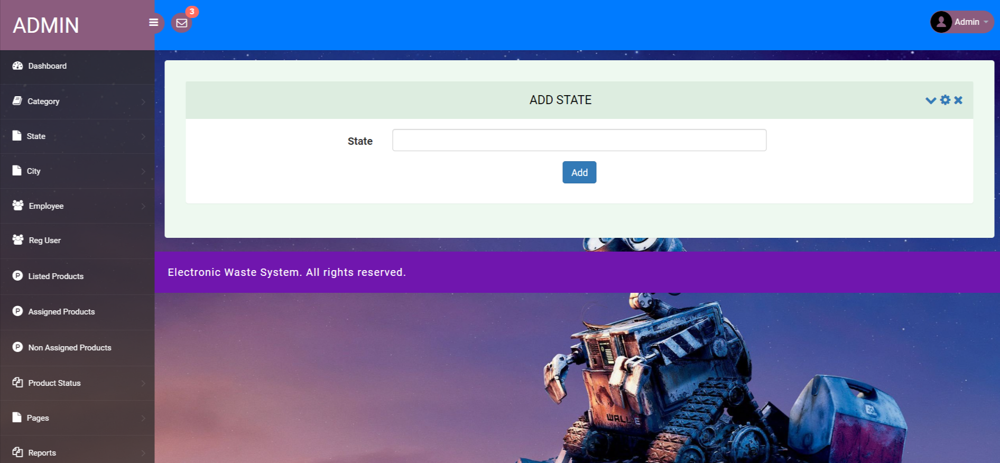 ADMIN
3
Admin
Dashboard
Category
State
City
Employee
Reg User
P Listed Products
P Assigned Products
P Non Assigned Products
Product Status
Pages
Reports
ADD STATE
State
Add
Electronic Waste System. All rights reserved.
WALL-E